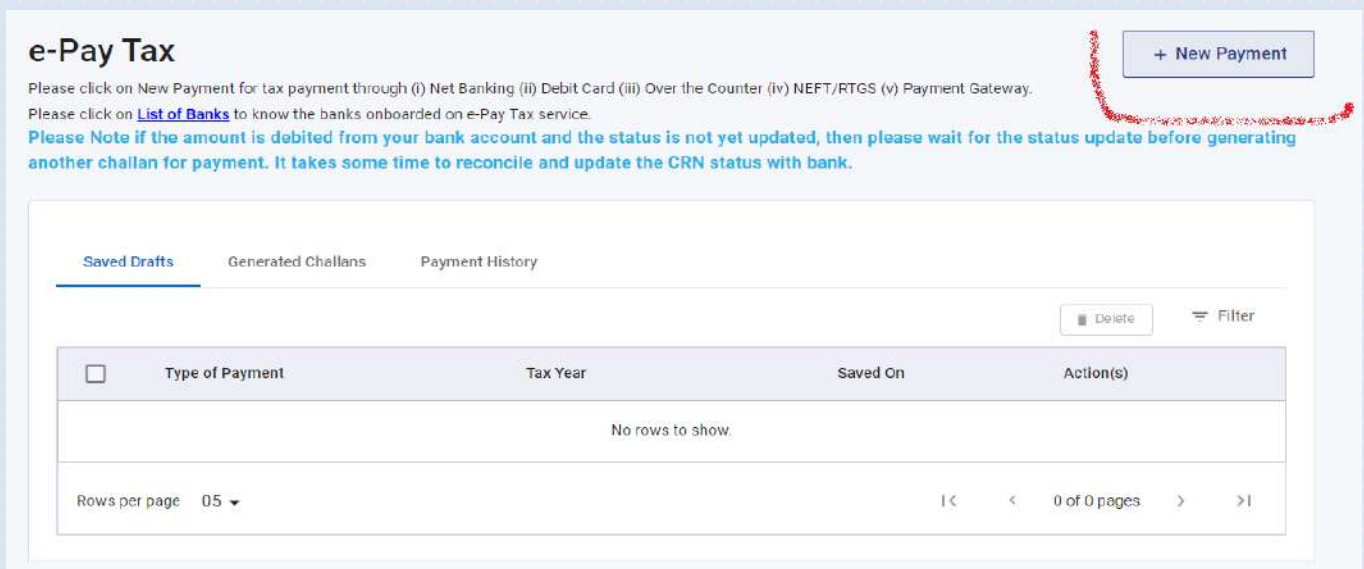 e-Pay Tax
+ New Payment
Please click on New Payment for tax payment through (i) Net Banking (ii) Debit Card (iii) Over the Counter (iv) NEFT/RTGS (v) Payment Gateway.
Please click on List of Banks to know the banks onboarded on e-Pay Tax service.
Please Note if the amount is debited from your bank account and the status is not yet updated, then please wait for the status update before generating
another challan for payment. It takes some time to reconcile and update the CRN status with bank.
Saved Drafts Generated Challans Payment History
Delete Filter
Type of Payment Tax Year Saved On Action(s)
No rows to show.
Rows per page 05 0 of 0 pages